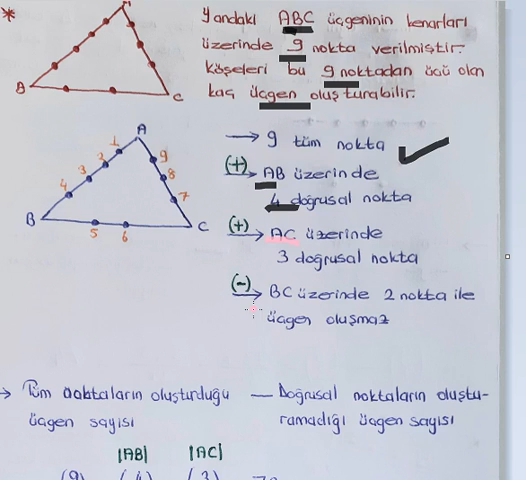 *
B
C
Yandaki ABC üçgeninin kenarları
üzerinde 9 nokta verilmiştir.
Köşeleri bu 9 noktadan üçü olan
kaç üçgen oluşturabilir.
A
1
2
3
4
9
8
7
B
5
6
C
→ 9 tüm nokta
(+) → AB üzerinde
4 doğrusal nokta
(+) → AC üzerinde
3 doğrusal nokta
(-) → BC üzerinde 2 nokta ile
üçgen oluşmaz
→ Tüm noktaların oluşturduğu
üçgen sayısı
— Doğrusal noktaların oluştu-
ramadığı üçgen sayısı
|AB| |AC|
(9) (4) (3)